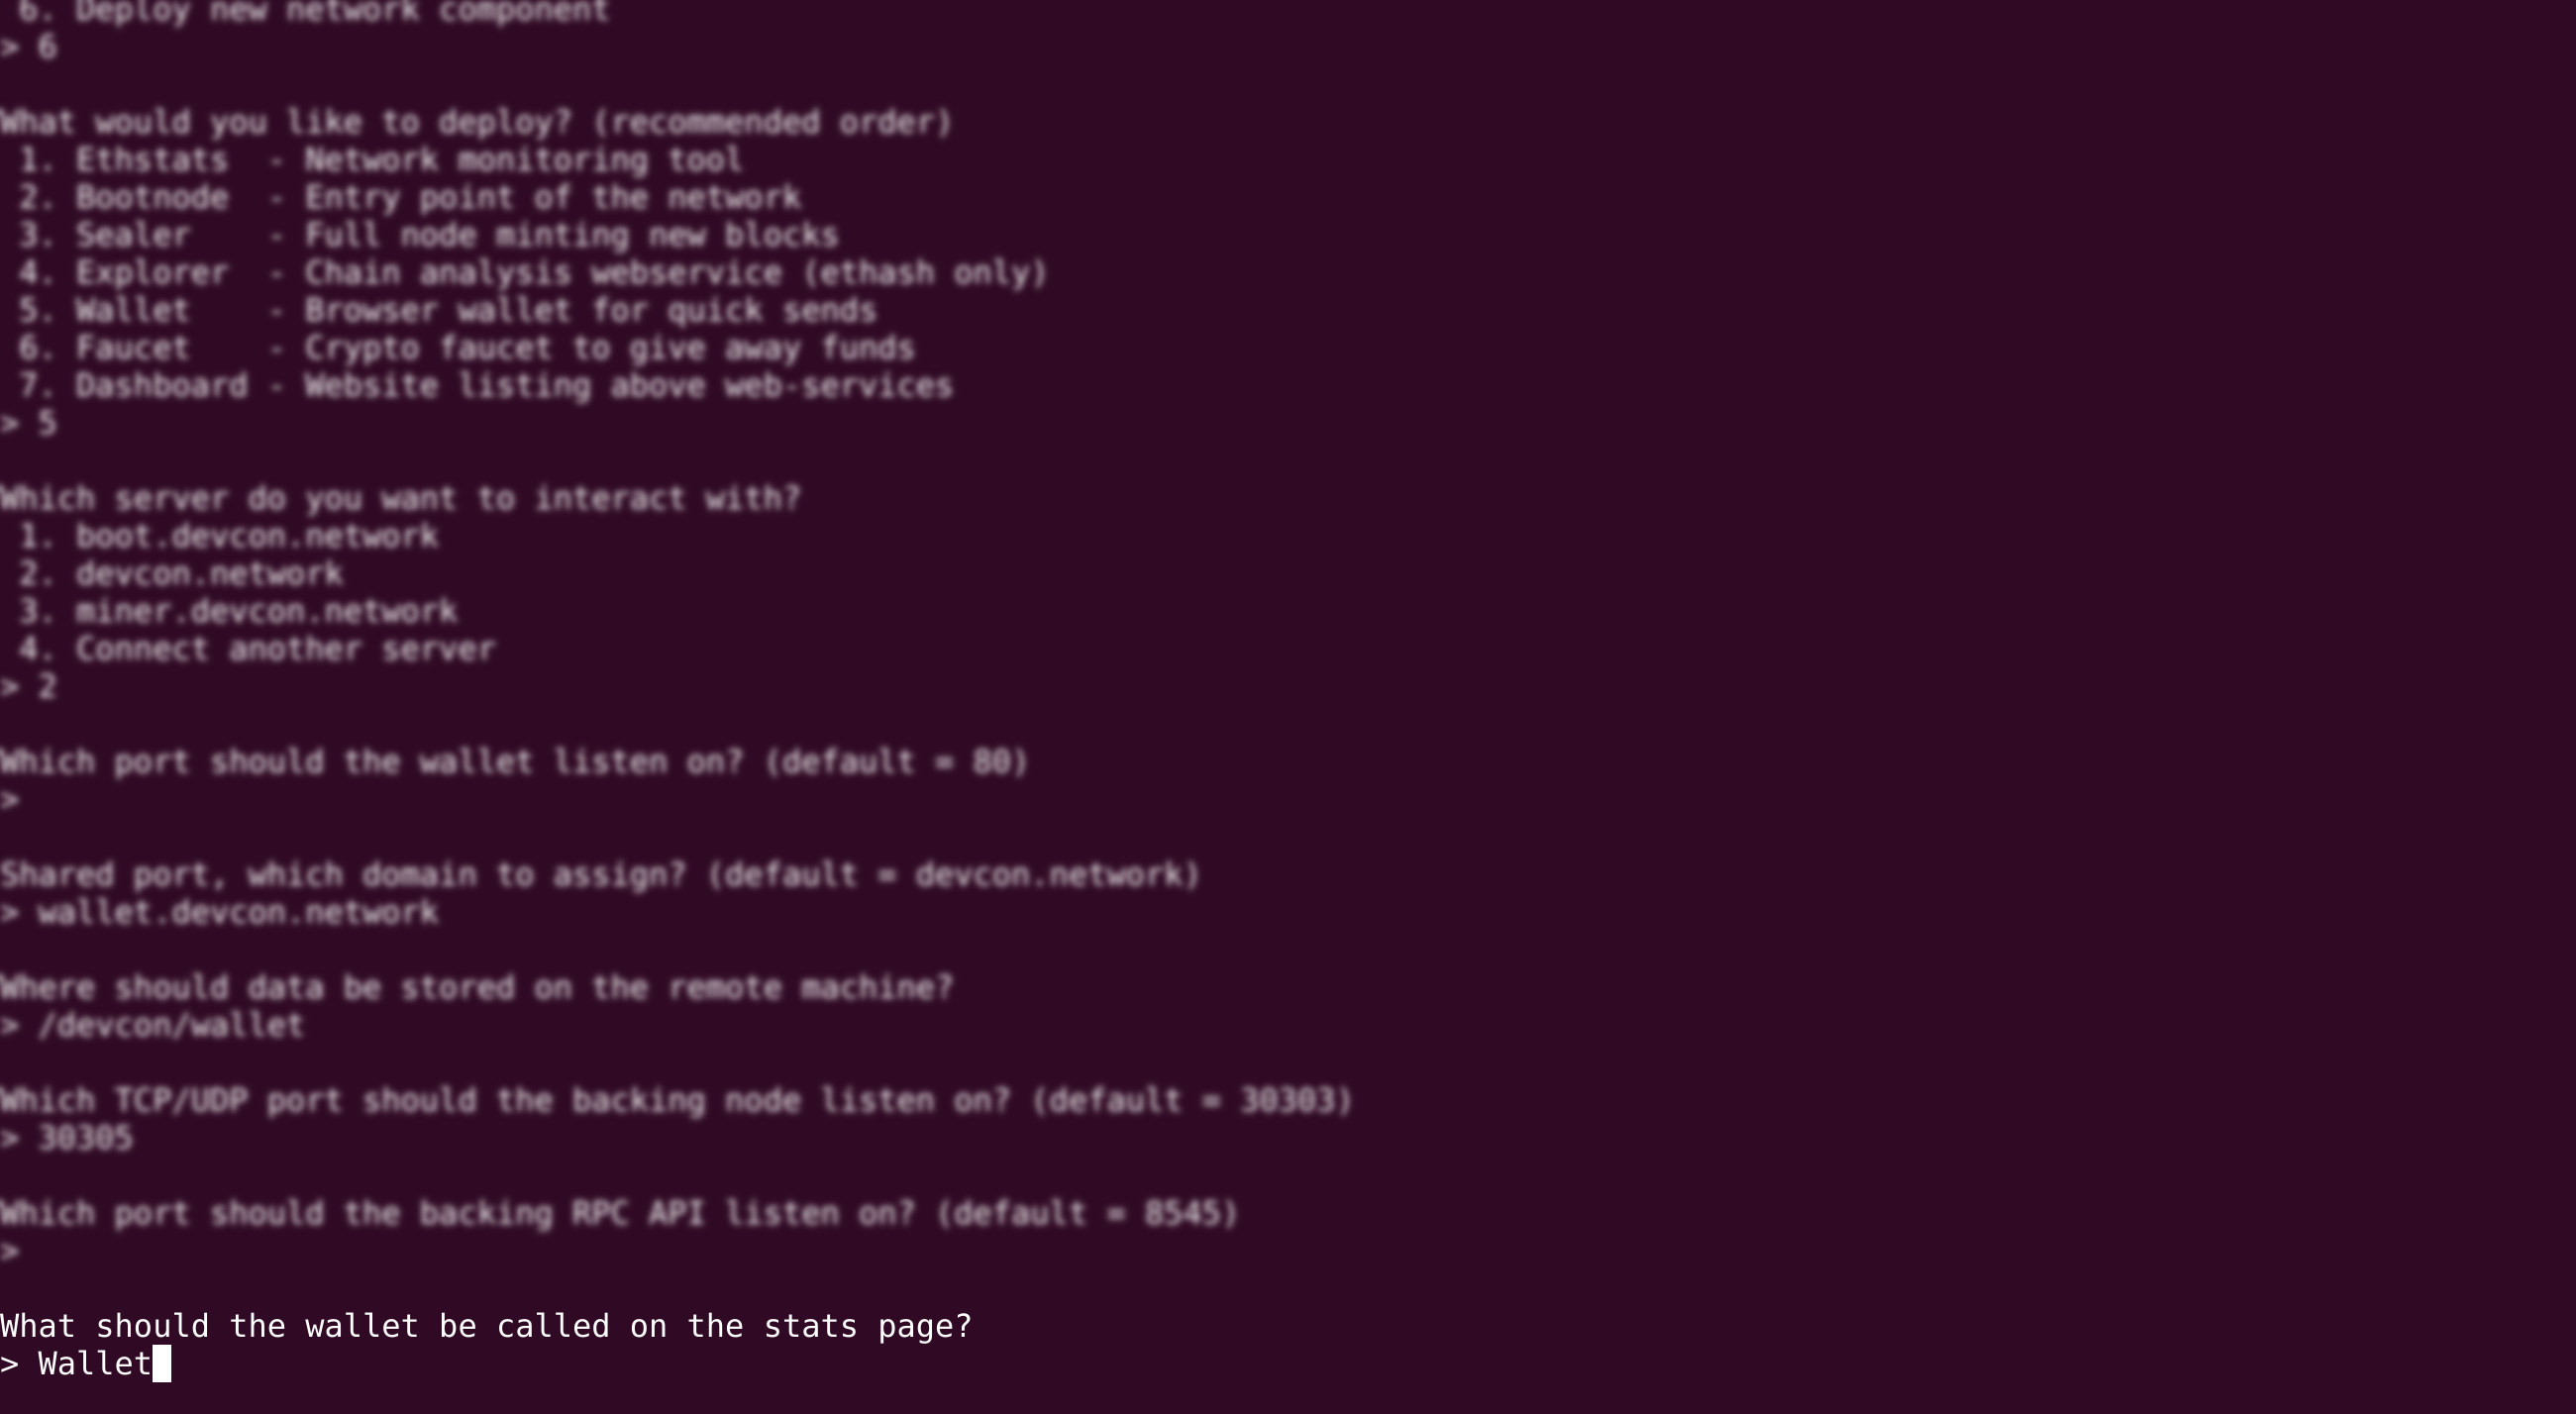 6. Deploy new network component
> 6
What would you like to deploy? (recommended order)
1. Ethstats - Network monitoring tool
2. Bootnode - Entry point of the network
3. Sealer - Full node minting new blocks
4. Explorer - Chain analysis webservice (ethash only)
5. Wallet - Browser wallet for quick sends
6. Faucet - Crypto faucet to give away funds
7. Dashboard - Website listing above web-services
> 5
Which server do you want to interact with?
1. boot.devcon.network
2. devcon.network
3. miner.devcon.network
4. Connect another server
> 2
Which port should the wallet listen on? (default = 80)
>
Shared port, which domain to assign? (default = devcon.network)
> wallet.devcon.network
Where should data be stored on the remote machine?
> /devcon/wallet
Which TCP/UDP port should the backing node listen on? (default = 30303)
> 30305
Which port should the backing RPC API listen on? (default = 8545)
>
What should the wallet be called on the stats page?
> Wallet